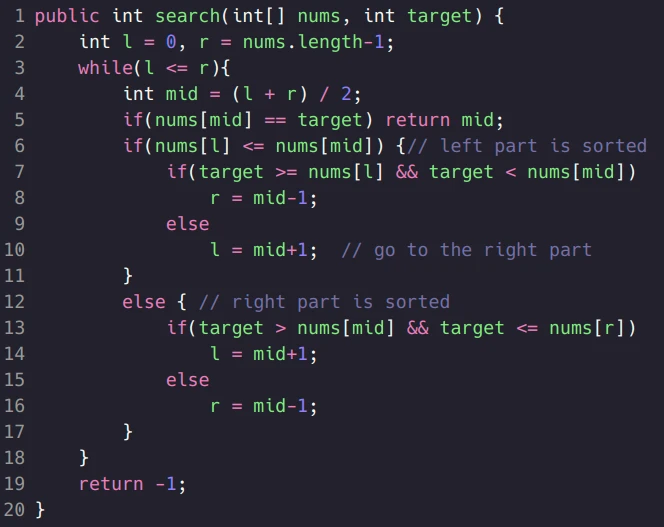 1 public int search(int[] nums, int target) {
2     int l = 0, r = nums.length-1;
3     while(l <= r){
4         int mid = (l + r) / 2;
5         if(nums[mid] == target) return mid;
6         if(nums[l] <= nums[mid]) {// left part is sorted
7             if(target >= nums[l] && target < nums[mid])
8                 r = mid-1;
9             else
10                 l = mid+1;  // go to the right part
11         }
12         else { // right part is sorted
13             if(target > nums[mid] && target <= nums[r])
14                 l = mid+1;
15             else
16                 r = mid-1;
17         }
18     }
19     return -1;
20 }